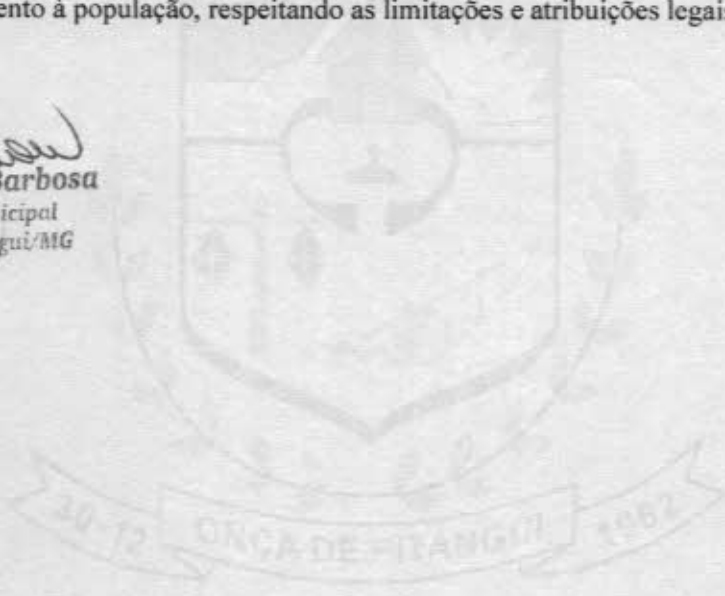 ento à população, respeitando as limitações e atribuições legais
Barbosa
icipal
gui/MG
30-12 ONÇA DE PITANGUI 1962